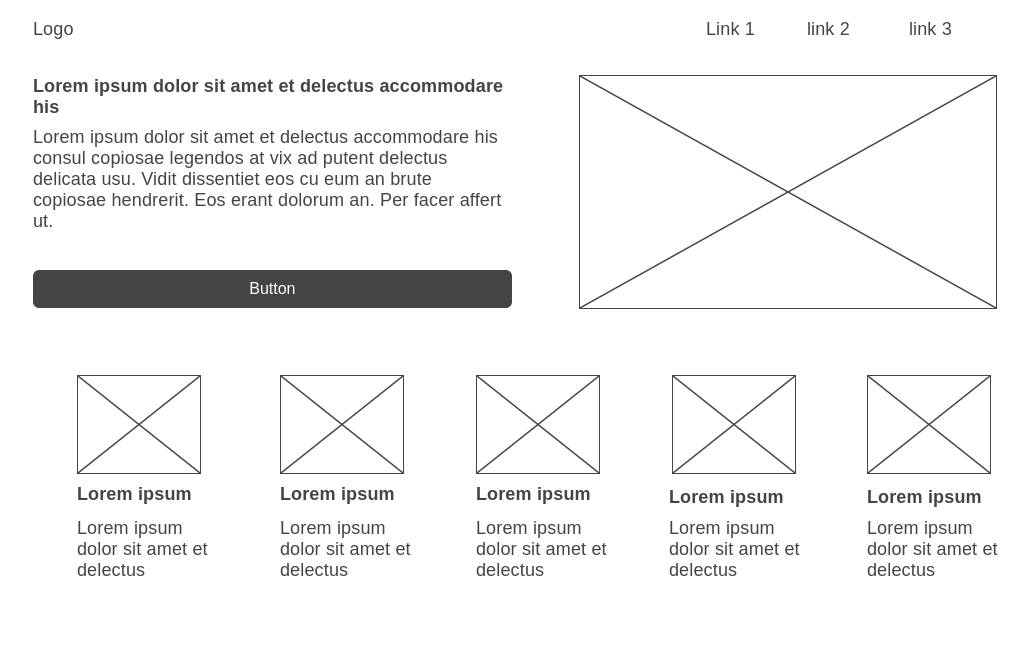 Logo
Link 1
link 2
link 3
Lorem ipsum dolor sit amet et delectus accommodare
his
Lorem ipsum dolor sit amet et delectus accommodare his
consul copiosae legendos at vix ad putent delectus
delicata usu. Vidit dissentiet eos cu eum an brute
copiosae hendrerit. Eos erant dolorum an. Per facer affert
ut.
Button
Lorem ipsum
Lorem ipsum
dolor sit amet et
delectus
Lorem ipsum
Lorem ipsum
dolor sit amet et
delectus
Lorem ipsum
Lorem ipsum
dolor sit amet et
delectus
Lorem ipsum
Lorem ipsum
dolor sit amet et
delectus
Lorem ipsum
Lorem ipsum
dolor sit amet et
delectus